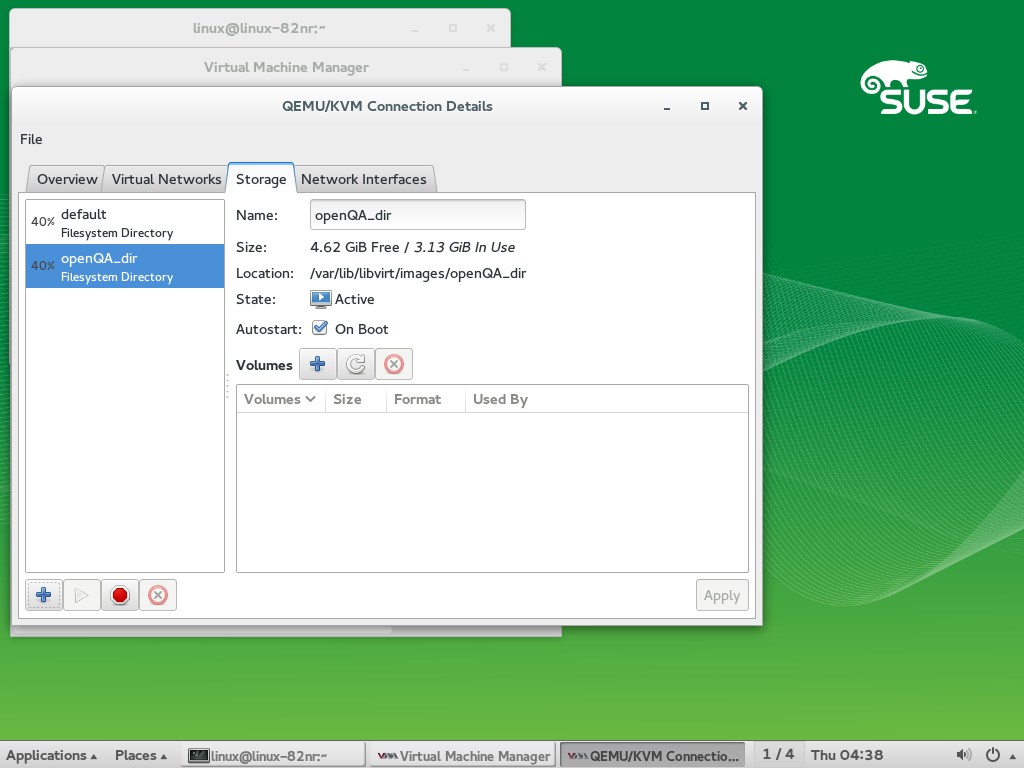 linux@linux-82nr:~
Virtual Machine Manager
QEMU/KVM Connection Details
File
Overview Virtual Networks Storage Network Interfaces
40% default
Filesystem Directory
40% openQA_dir
Filesystem Directory
Name: openQA_dir
Size: 4.62 GiB Free / 3.13 GiB In Use
Location: /var/lib/libvirt/images/openQA_dir
State: Active
Autostart: On Boot
Volumes
Volumes Size Format Used By
Apply
SUSE
Applications Places linux@linux-82nr:~ Virtual Machine Manager QEMU/KVM Connectio... 1 / 4 Thu 04:38